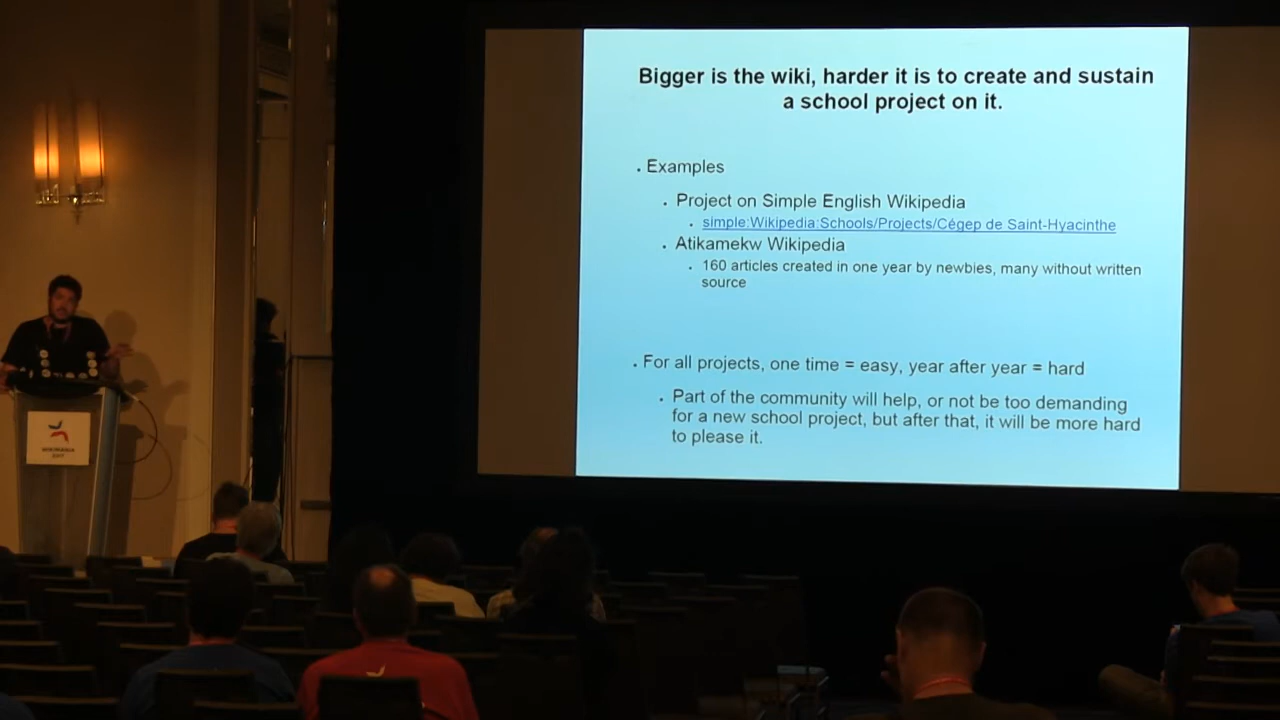 Bigger is the wiki, harder it is to create and sustain
a school project on it.
. Examples
. Project on Simple English Wikipedia
. simple:Wikipedia:Schools/Projects/Cégep de Saint-Hyacinthe
. Atikamekw Wikipedia
. 160 articles created in one year by newbies, many without written
source
. For all projects, one time = easy, year after year = hard
. Part of the community will help, or not be too demanding
for a new school project, but after that, it will be more hard
to please it.
WIKIMANIA
2017